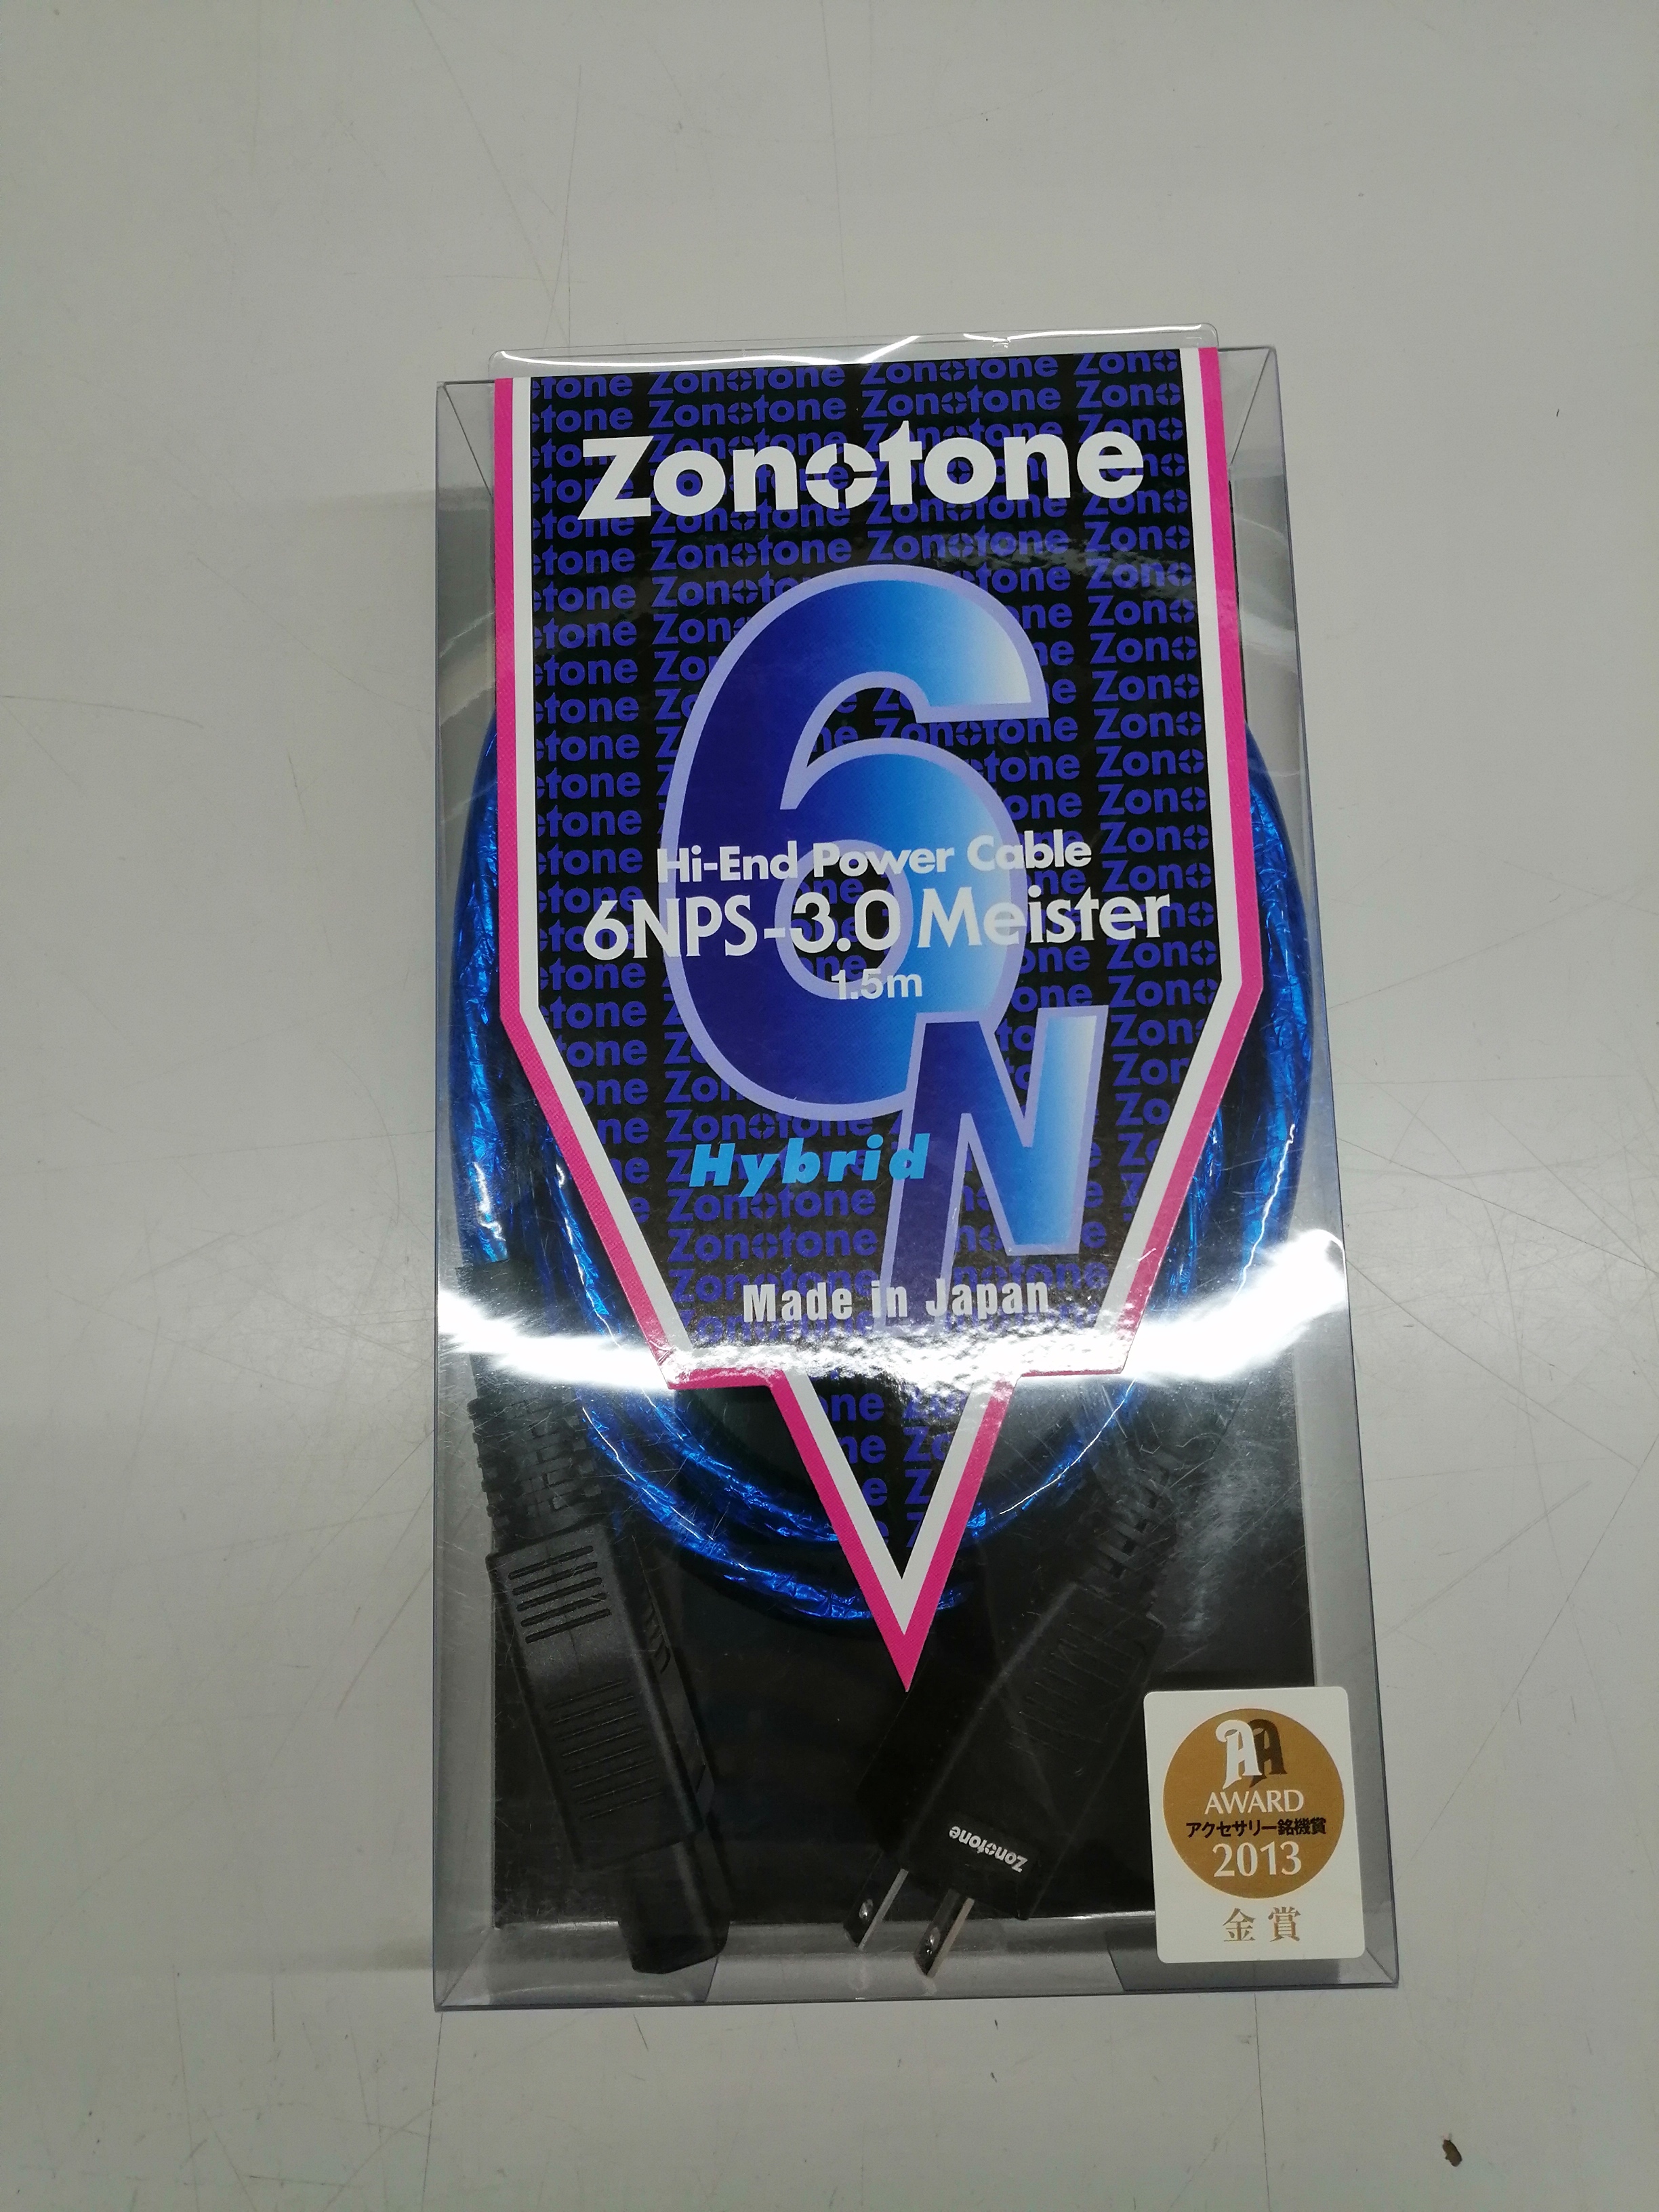 Zonotone
6N
Hi-End Power Cable
6NPS-3.0 Meister
1.5m
Hybrid
Made in Japan
Zonotone
AA
AWARD
アクセサリー銘機賞
2013
金賞